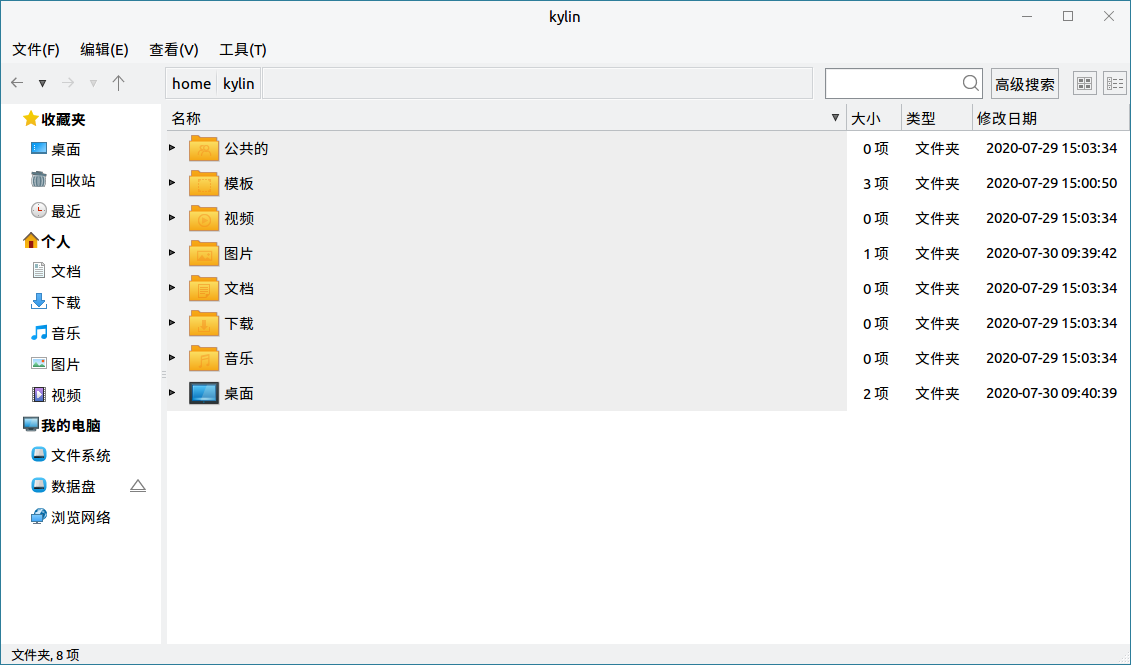 kylin
文件(F) 编辑(E) 查看(V) 工具(T)
home kylin 高级搜索
收藏夹
桌面
回收站
最近
个人
文档
下载
音乐
图片
视频
我的电脑
文件系统
数据盘
浏览网络
名称 大小 类型 修改日期
公共的 0 项 文件夹 2020-07-29 15:03:34
模板 3 项 文件夹 2020-07-29 15:00:50
视频 0 项 文件夹 2020-07-29 15:03:34
图片 1 项 文件夹 2020-07-30 09:39:42
文档 0 项 文件夹 2020-07-29 15:03:34
下载 0 项 文件夹 2020-07-29 15:03:34
音乐 0 项 文件夹 2020-07-29 15:03:34
桌面 2 项 文件夹 2020-07-30 09:40:39
文件夹, 8 项